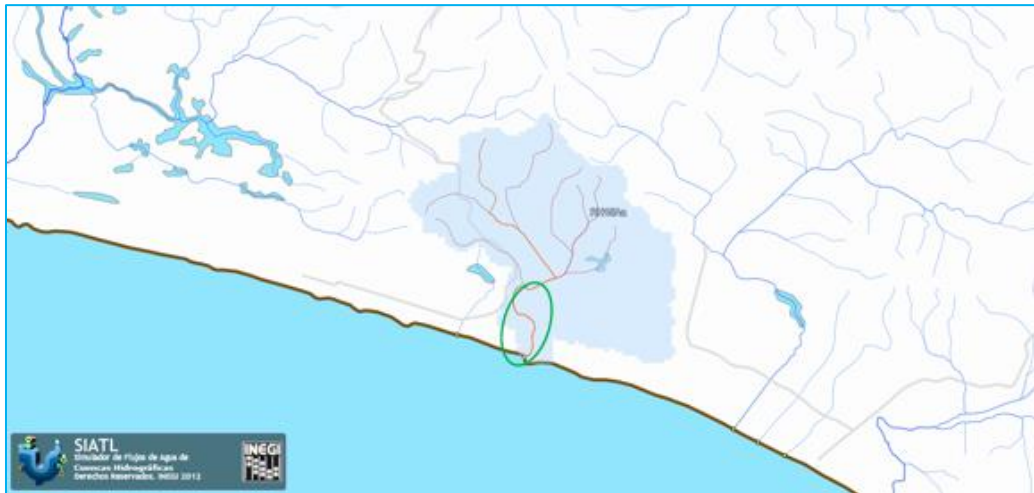 SIATL
Simulador de Flujos de agua de
Cuencas Hidrográficas
Derechos Reservados, INEGI 2012
INEGI